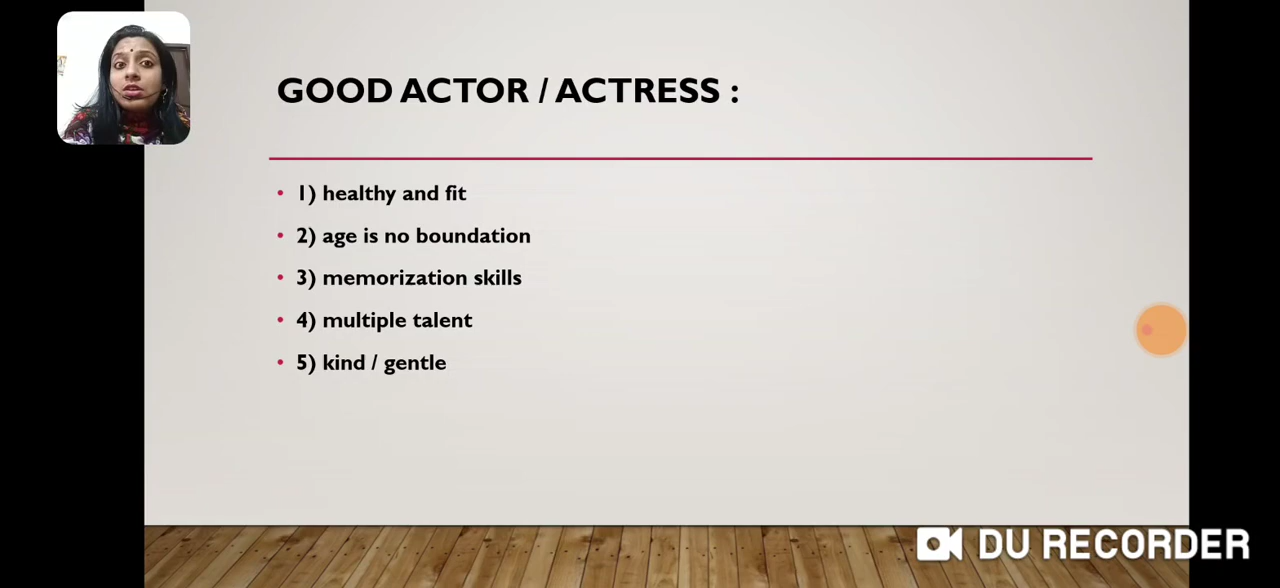 GOOD ACTOR / ACTRESS :
• 1) healthy and fit
• 2) age is no boundation
• 3) memorization skills
• 4) multiple talent
• 5) kind / gentle
DU RECORDER